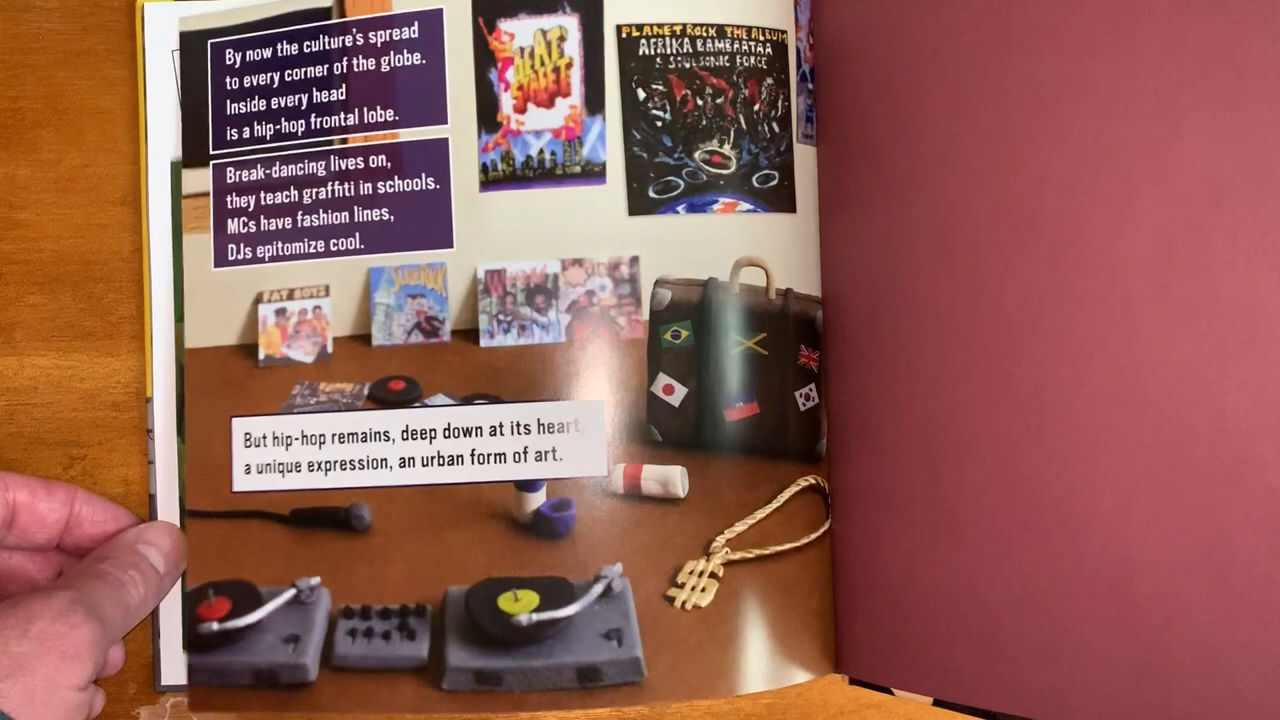 By now the culture's spread
to every corner of the globe.
Inside every head
is a hip-hop frontal lobe.
Break-dancing lives on,
they teach graffiti in schools.
MCs have fashion lines,
DJs epitomize cool.
BEAT
STREET
PLANET ROCK THE ALBUM
AFRIKA BAMBAATAA
& SOULSONIC FORCE
FAT BOYS
SLICK RICK
But hip-hop remains, deep down at its heart,
a unique expression, an urban form of art.